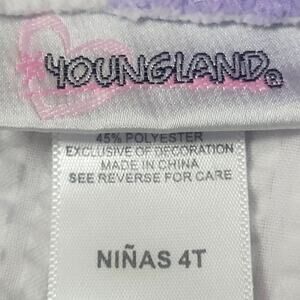 YOUNGLAND®
45% POLYESTER
EXCLUSIVE OF DECORATION
MADE IN CHINA
SEE REVERSE FOR CARE
NIÑAS 4T